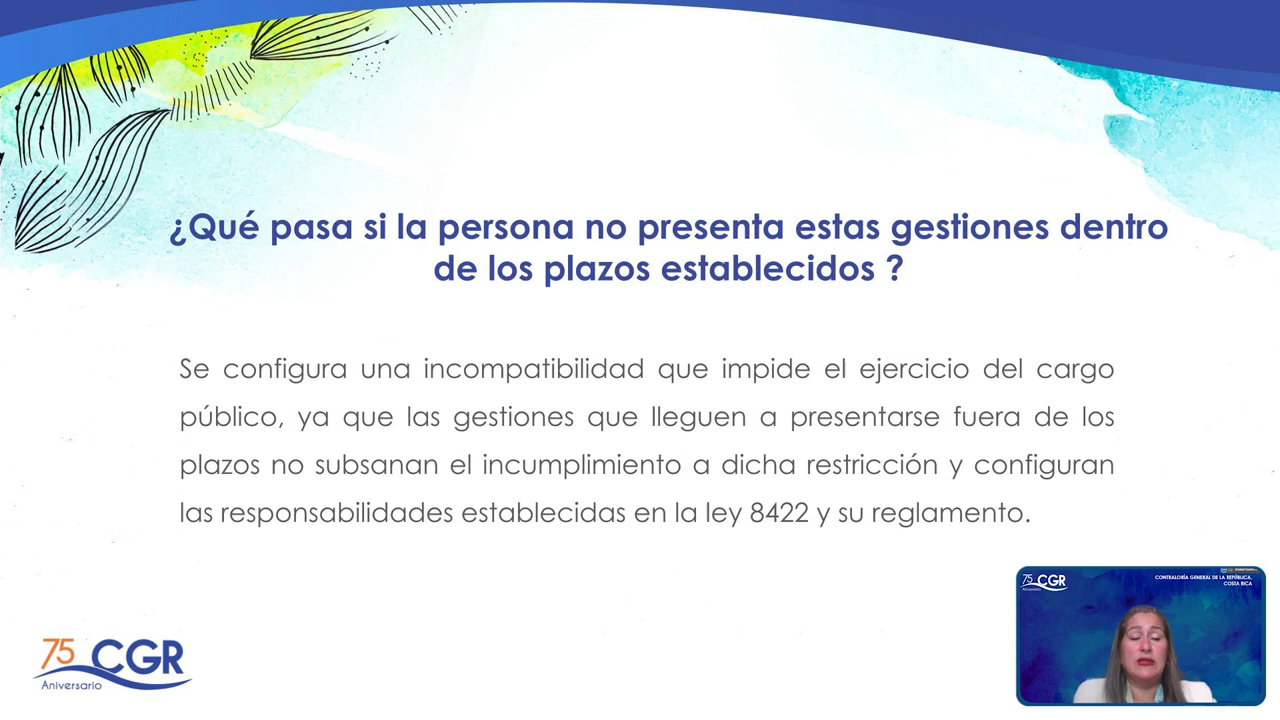 ¿Qué pasa si la persona no presenta estas gestiones dentro
de los plazos establecidos ?
Se configura una incompatibilidad que impide el ejercicio del cargo
público, ya que las gestiones que lleguen a presentarse fuera de los
plazos no subsanan el incumplimiento a dicha restricción y configuran
las responsabilidades establecidas en la ley 8422 y su reglamento.
75 CGR
Aniversario
75 CGR
Aniversario
CONTRALORÍA GENERAL DE LA REPÚBLICA,
COSTA RICA